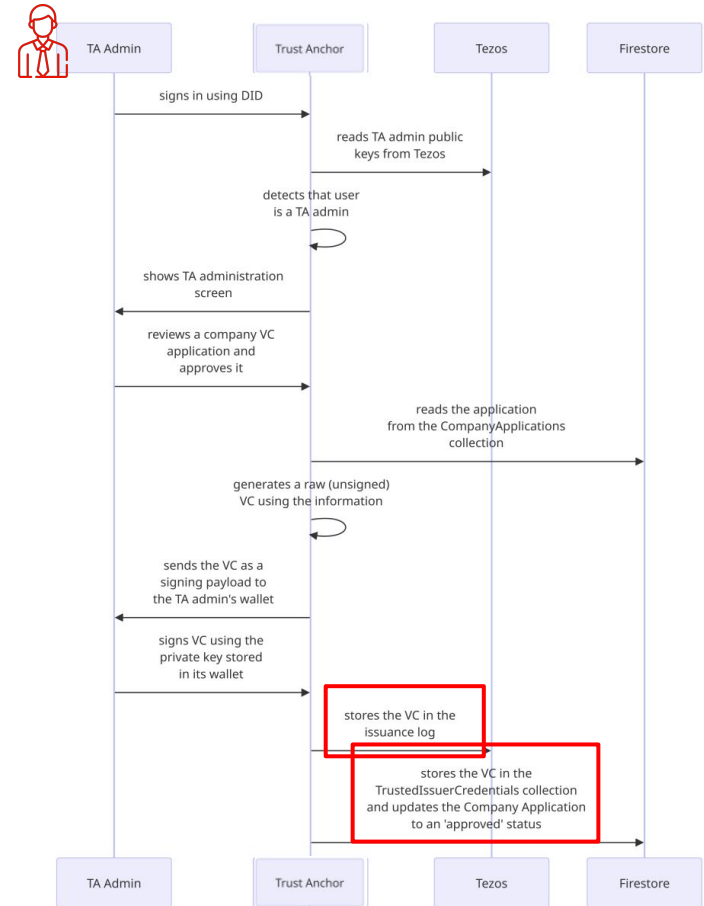 TA Admin
Trust Anchor
Tezos
Firestore
signs in using DID
reads TA admin public
keys from Tezos
detects that user
is a TA admin
shows TA administration
screen
reviews a company VC
application and
approves it
reads the application
from the CompanyApplications
collection
generates a raw (unsigned)
VC using the information
sends the VC as a
signing payload to
the TA admin's wallet
signs VC using the
private key stored
in its wallet
stores the VC in the
issuance log
stores the VC in the
TrustedIssuerCredentials collection
and updates the Company Application
to an 'approved' status
TA Admin
Trust Anchor
Tezos
Firestore